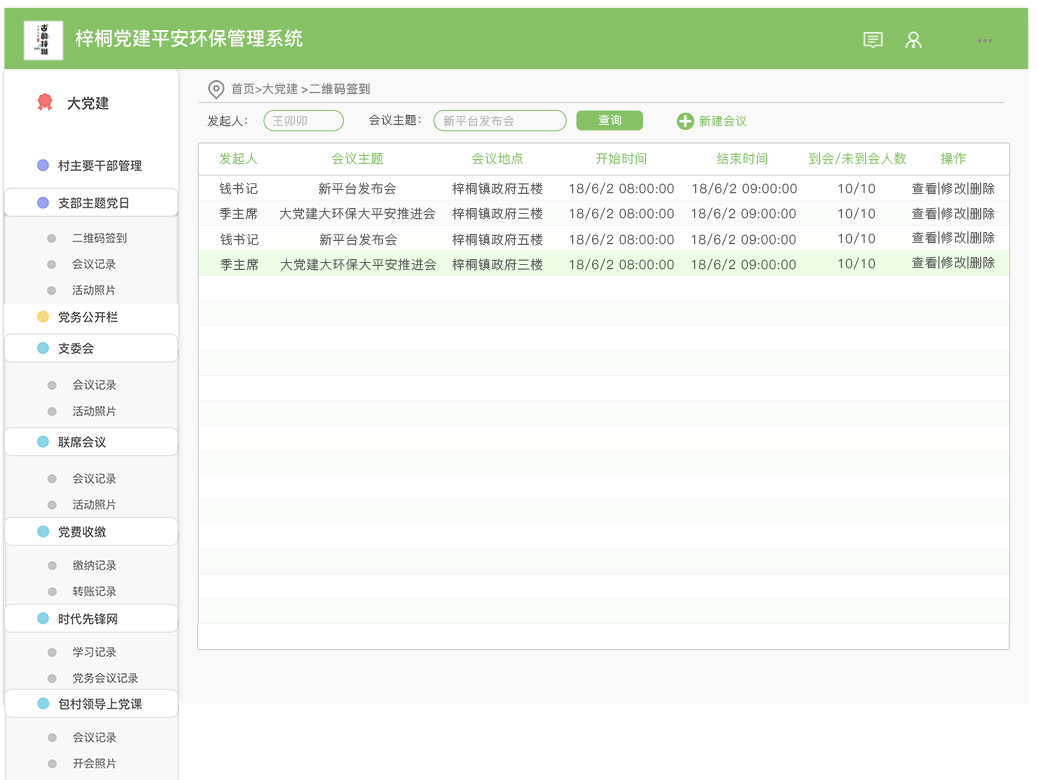 梓桐党建平安环保管理系统
大党建
村主要干部管理
支部主题党日
二维码签到
会议记录
活动照片
党务公开栏
支委会
会议记录
活动照片
联席会议
会议记录
活动照片
党费收缴
缴纳记录
转账记录
时代先锋网
学习记录
党务会议记录
包村领导上党课
会议记录
开会照片
首页>大党建 >二维码签到
发起人： 王卯卯 会议主题： 新平台发布会 查询 新建会议
发起人 会议主题 会议地点 开始时间 结束时间 到会/未到会人数 操作
钱书记 新平台发布会 梓桐镇政府五楼 18/6/2 08:00:00 18/6/2 09:00:00 10/10 查看|修改|删除
季主席 大党建大环保大平安推进会 梓桐镇政府三楼 18/6/2 08:00:00 18/6/2 09:00:00 10/10 查看|修改|删除
钱书记 新平台发布会 梓桐镇政府五楼 18/6/2 08:00:00 18/6/2 09:00:00 10/10 查看|修改|删除
季主席 大党建大环保大平安推进会 梓桐镇政府三楼 18/6/2 08:00:00 18/6/2 09:00:00 10/10 查看|修改|删除